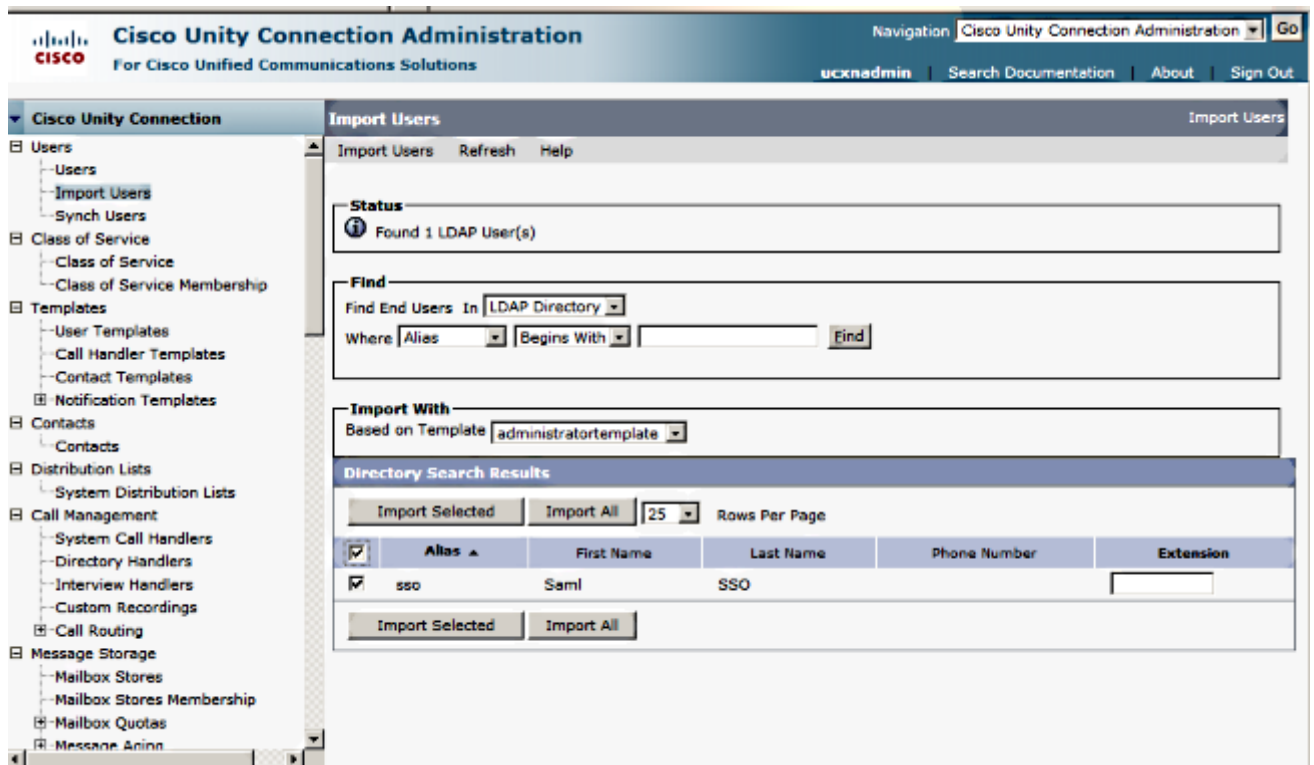 Cisco Unity Connection Administration
Navigation Cisco Unity Connection Administration Go
CISCO
For Cisco Unified Communications Solutions
ucxnadmin | Search Documentation | About | Sign Out
Cisco Unity Connection
Users
Users
Import Users
Synch Users
Class of Service
Class of Service
Class of Service Membership
Templates
User Templates
Call Handler Templates
Contact Templates
Notification Templates
Contacts
Contacts
Distribution Lists
System Distribution Lists
Call Management
System Call Handlers
Directory Handlers
Interview Handlers
Custom Recordings
Call Routing
Message Storage
Mailbox Stores
Mailbox Stores Membership
Mailbox Quotas
Message Aging
Import Users
Import Users
Import Users Refresh Help
Status
Found 1 LDAP User(s)
Find
Find End Users In LDAP Directory
Where Alias Begins With Find
Import With
Based on Template administratortemplate
Directory Search Results
Import Selected Import All 25 Rows Per Page
Alias First Name Last Name Phone Number Extension
sso Saml SSO
Import Selected Import All